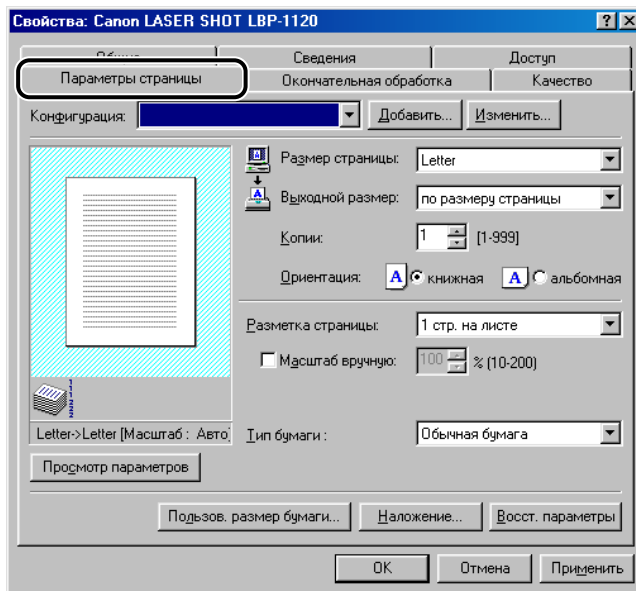 Свойства: Canon LASER SHOT LBP-1120
Общие Сведения Доступ
Параметры страницы Окончательная обработка Качество
Конфигурация: Добавить... Изменить...
Размер страницы: Letter
Выходной размер: по размеру страницы
Копии: 1 [1-999]
Ориентация: A книжная A альбомная
Разметка страницы: 1 стр. на листе
Масштаб вручную: 100 % (10-200)
Letter->Letter [Масштаб : Авто]
Тип бумаги : Обычная бумага
Просмотр параметров
Пользов. размер бумаги... Наложение... Восст. параметры
OK Отмена Применить